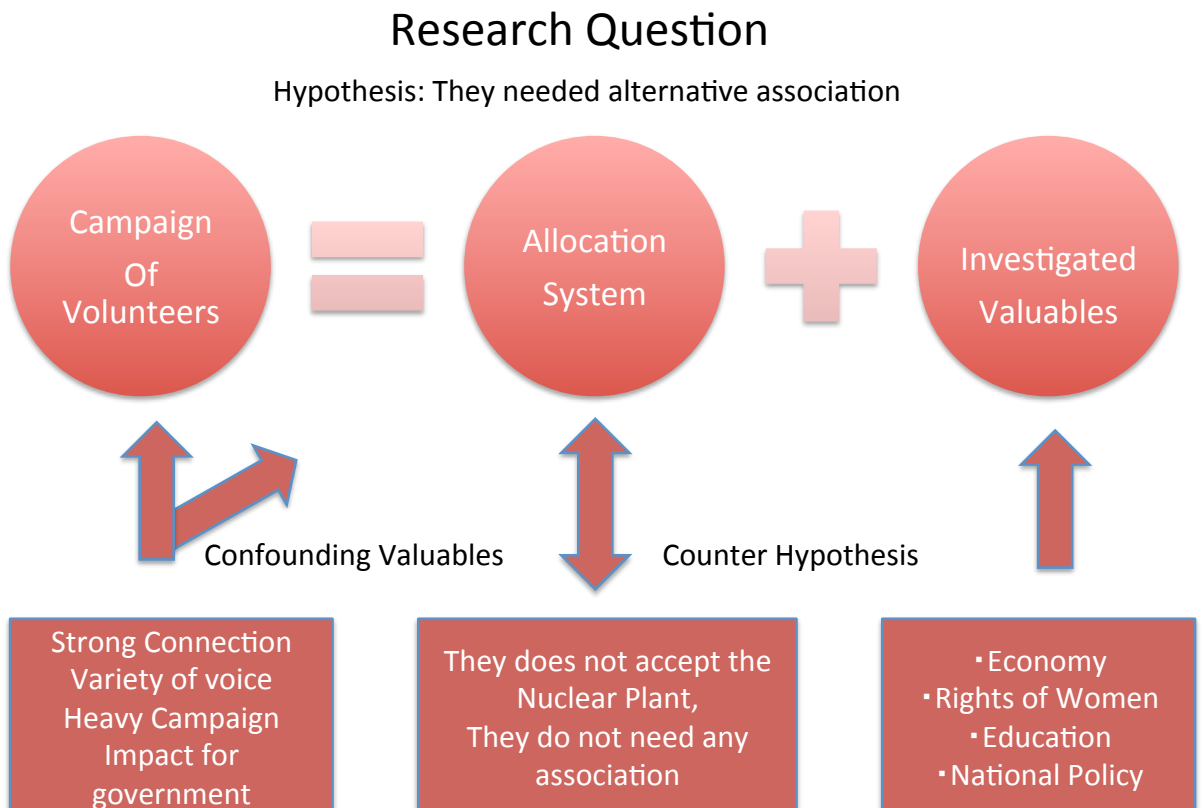 Research Question
Hypothesis: They needed alternative association
Campaign
Of
Volunteers
Allocation
System
Investigated
Valuables
Confounding Valuables
Counter Hypothesis
Strong Connection
Variety of voice
Heavy Campaign
Impact for
government
They does not accept the
Nuclear Plant,
They do not need any
association
・Economy
・Rights of Women
・Education
・National Policy